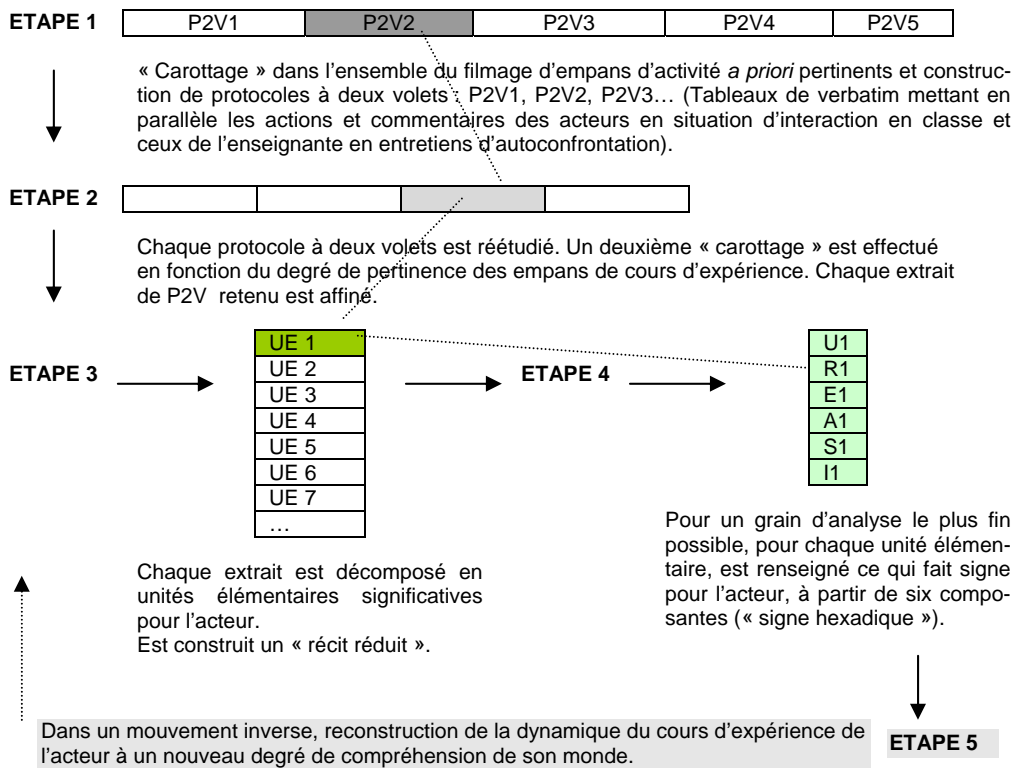 ETAPE 1 P2V1 P2V2 P2V3 P2V4 P2V5
« Carottage » dans l'ensemble du filmage d'empans d'activité a priori pertinents et construc-
tion de protocoles à deux volets : P2V1, P2V2, P2V3… (Tableaux de verbatim mettant en
parallèle les actions et commentaires des acteurs en situation d'interaction en classe et
ceux de l'enseignante en entretiens d'autoconfrontation).
ETAPE 2
Chaque protocole à deux volets est réétudié. Un deuxième « carottage » est effectué
en fonction du degré de pertinence des empans de cours d'expérience. Chaque extrait
de P2V retenu est affiné.
ETAPE 3
UE 1
UE 2
UE 3
UE 4
UE 5
UE 6
UE 7
…
Chaque extrait est décomposé en
unités élémentaires significatives
pour l'acteur.
Est construit un « récit réduit ».
ETAPE 4
U1
R1
E1
A1
S1
I1
Pour un grain d'analyse le plus fin
possible, pour chaque unité élémen-
taire, est renseigné ce qui fait signe
pour l'acteur, à partir de six compo-
santes (« signe hexadique »).
Dans un mouvement inverse, reconstruction de la dynamique du cours d'expérience de
l'acteur à un nouveau degré de compréhension de son monde.
ETAPE 5